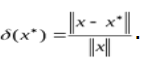 δ(x*) = ‖x - x*‖ / ‖x‖ .